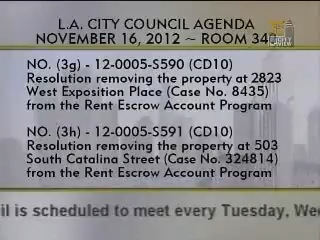 L.A. CITY COUNCIL AGENDA
NOVEMBER 16, 2012 ~ ROOM 34
NO. (3g) - 12-0005-S590 (CD10)
Resolution removing the property at 2823
West Exposition Place (Case No. 8435)
from the Rent Escrow Account Program
NO. (3h) - 12-0005-S591 (CD10)
Resolution removing the property at 503
South Catalina Street (Case No. 324814)
from the Rent Escrow Account Program
il is scheduled to meet every Tuesday, Wed